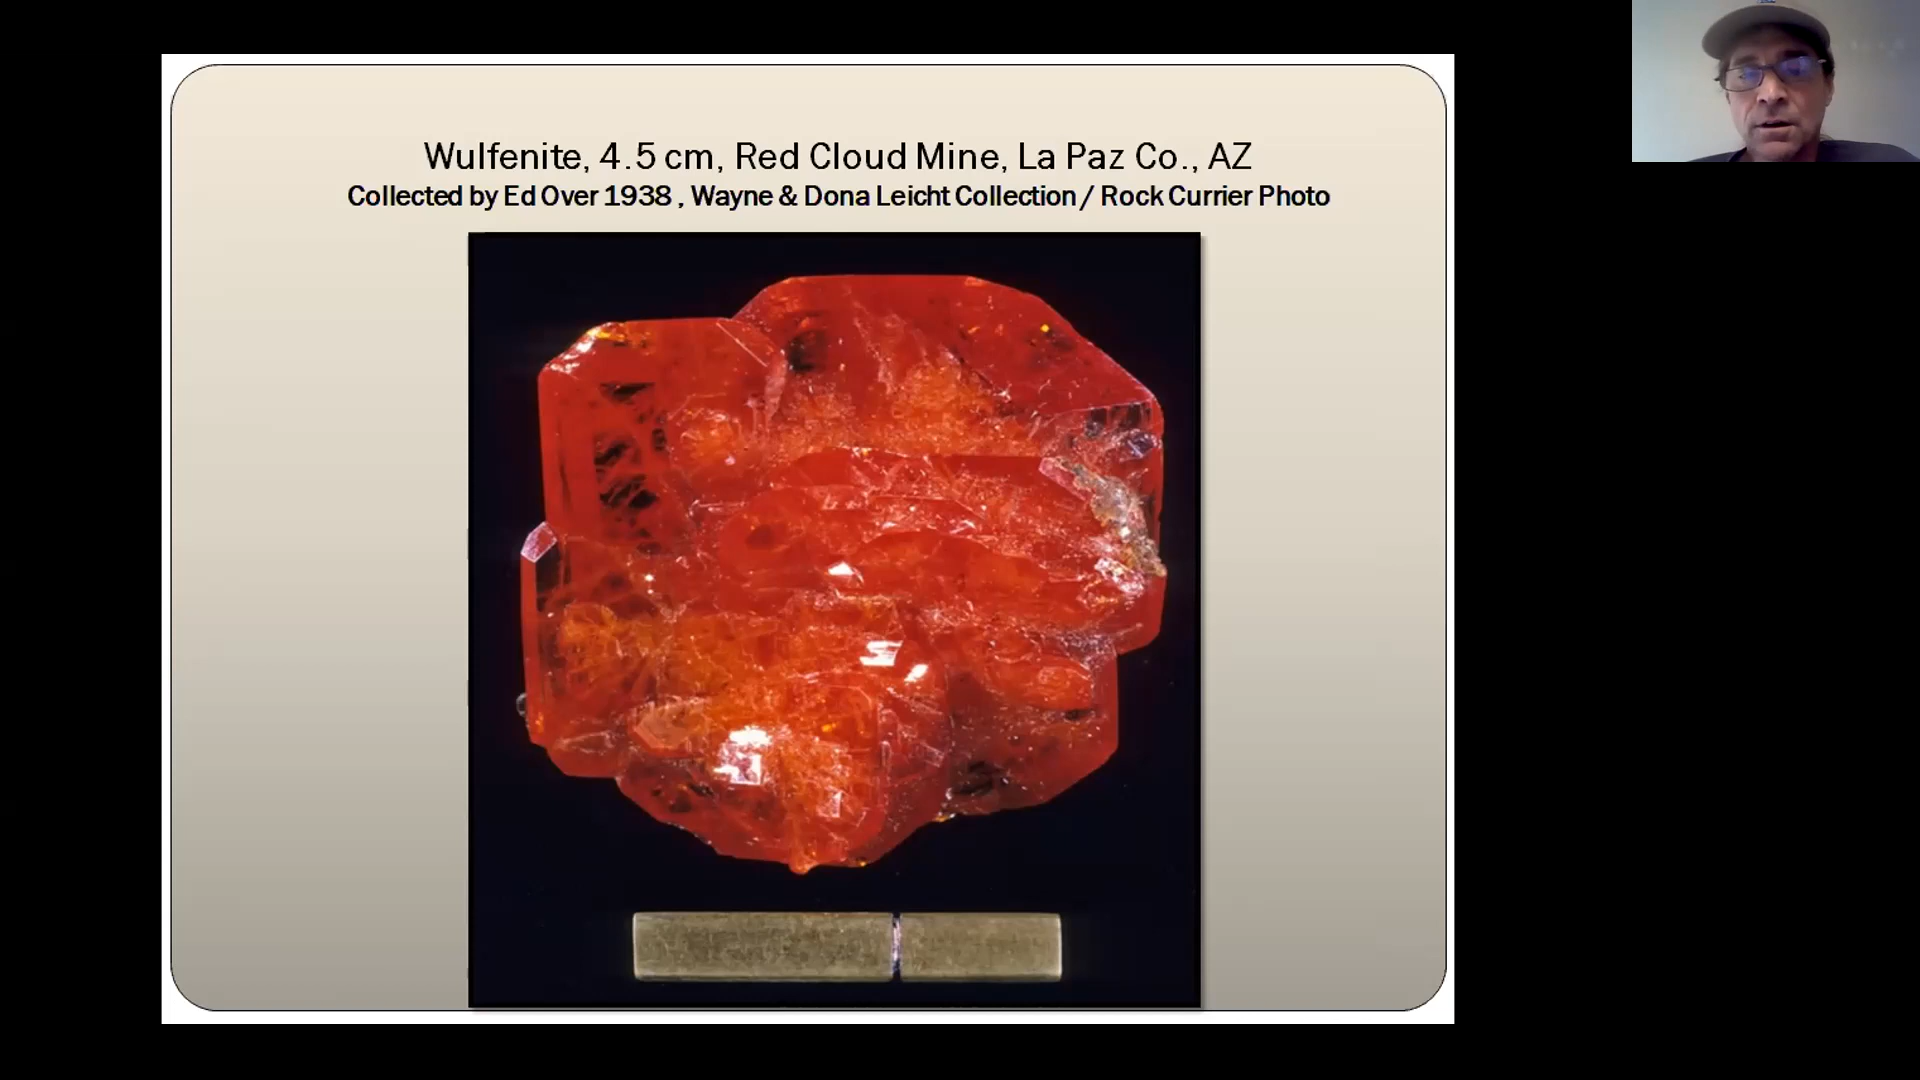 Wulfenite, 4.5 cm, Red Cloud Mine, La Paz Co., AZ
Collected by Ed Over 1938 , Wayne & Dona Leicht Collection / Rock Currier Photo